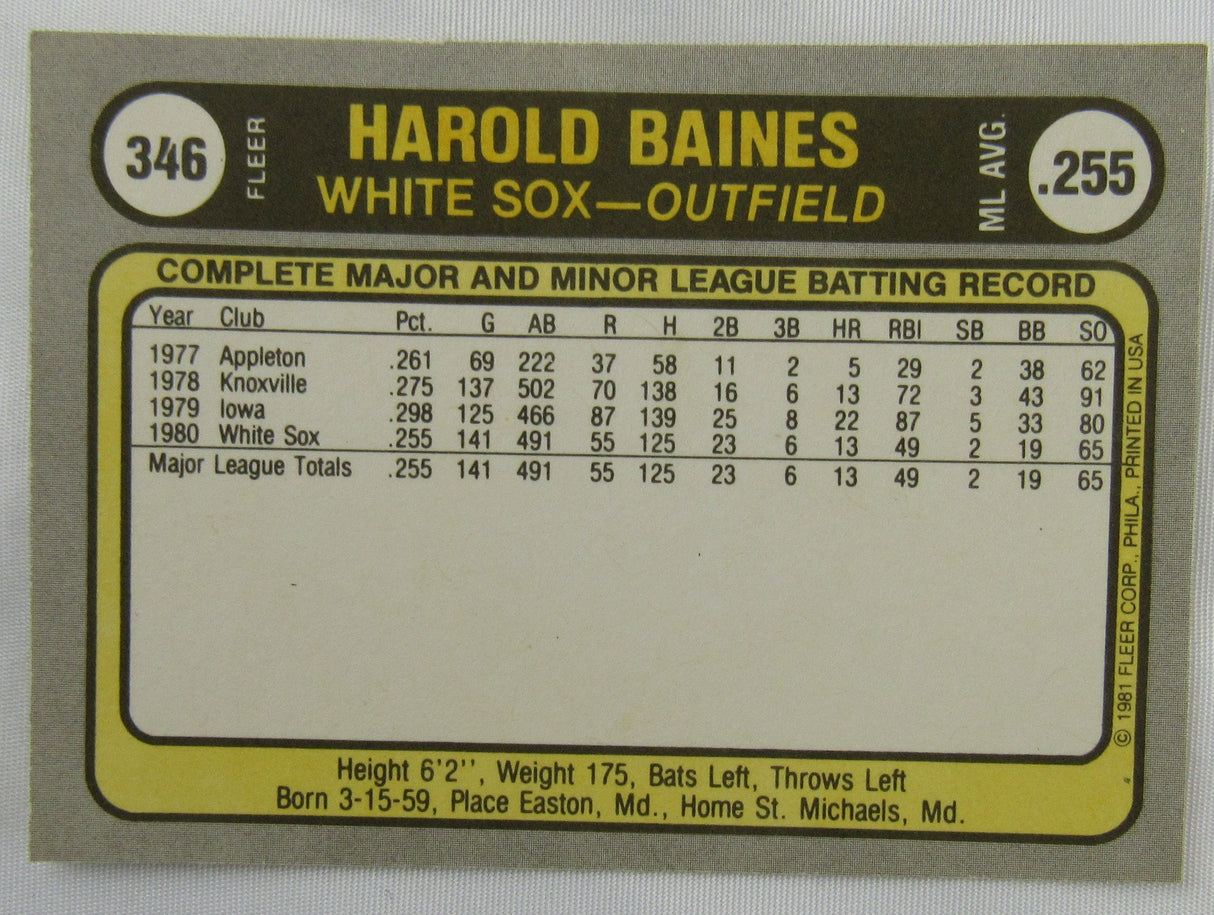 346 FLEER HAROLD BAINES ML AVG. .255
WHITE SOX—OUTFIELD
COMPLETE MAJOR AND MINOR LEAGUE BATTING RECORD
Year Club Pct. G AB R H 2B 3B HR RBI SB BB SO
1977 Appleton .261 69 222 37 58 11 2 5 29 2 38 62
1978 Knoxville .275 137 502 70 138 16 6 13 72 3 43 91
1979 Iowa .298 125 466 87 139 25 8 22 87 5 33 80
1980 White Sox .255 141 491 55 125 23 6 13 49 2 19 65
Major League Totals .255 141 491 55 125 23 6 13 49 2 19 65
© 1981 FLEER CORP., PHILA., PRINTED IN USA
Height 6'2'', Weight 175, Bats Left, Throws Left
Born 3-15-59, Place Easton, Md., Home St. Michaels, Md.